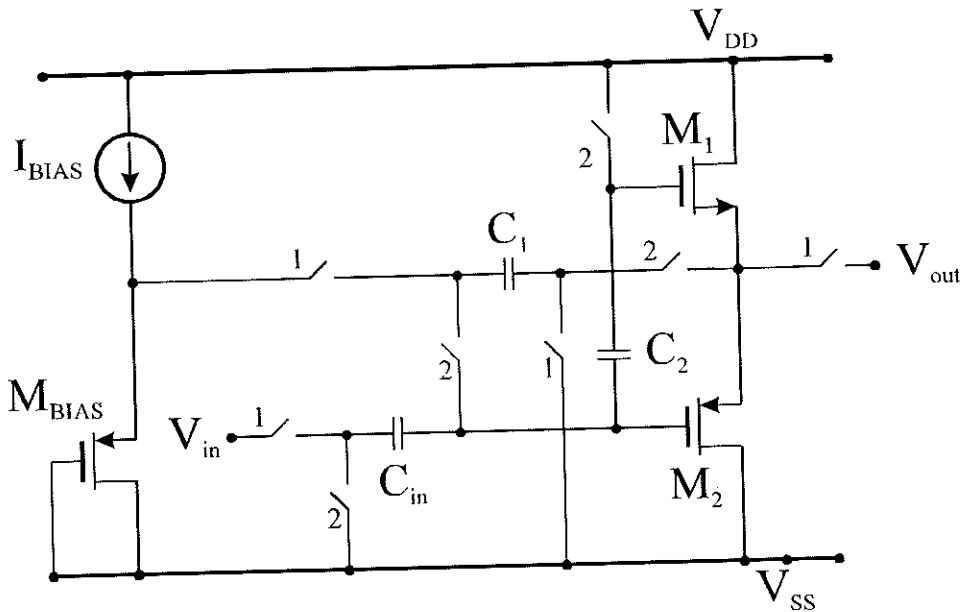 V_DD
I_BIAS
M_1
2
1
C_1
2
1
V_out
2
1
C_2
M_BIAS
V_in
1
C_in
M_2
2
V_SS